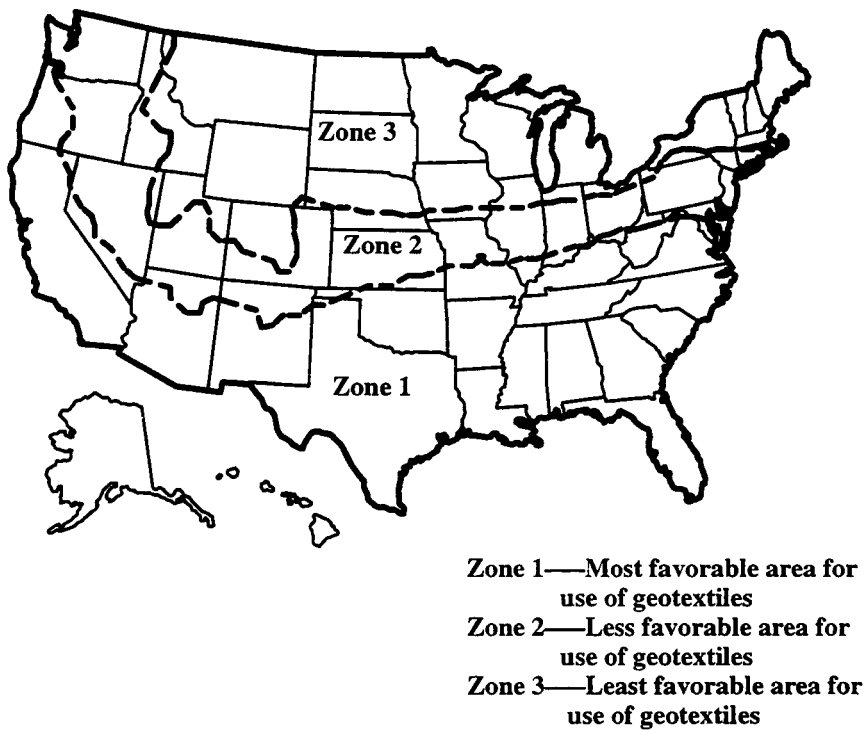 Zone 3
Zone 2
Zone 1
Zone 1——Most favorable area for
use of geotextiles
Zone 2——Less favorable area for
use of geotextiles
Zone 3——Least favorable area for
use of geotextiles